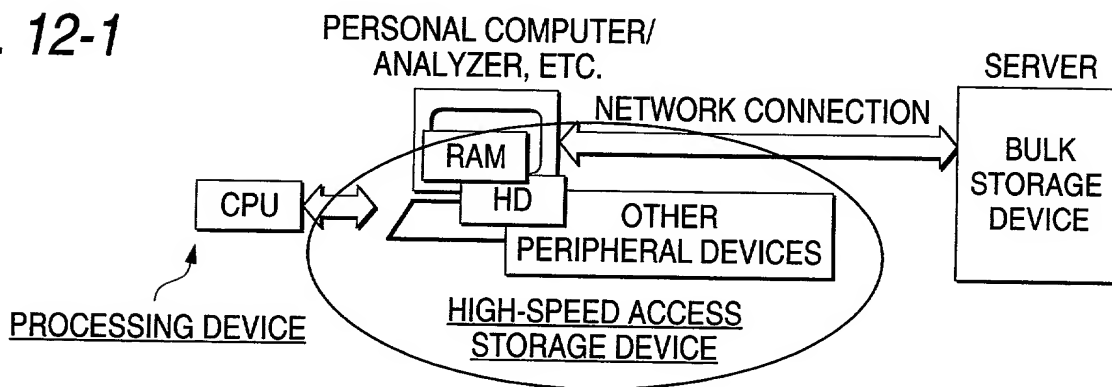 . 12-1
PERSONAL COMPUTER/
ANALYZER, ETC.
SERVER
NETWORK CONNECTION
RAM
BULK
STORAGE
DEVICE
CPU
HD
OTHER
PERIPHERAL DEVICES
PROCESSING DEVICE
HIGH-SPEED ACCESS
STORAGE DEVICE